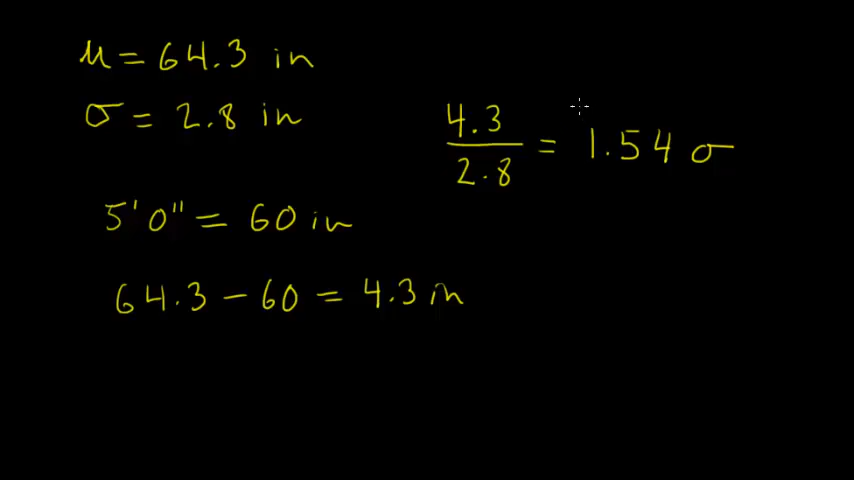 μ = 64.3 in
σ = 2.8 in
5'0" = 60 in
64.3 - 60 = 4.3 in
4.3/2.8 = 1.54 σ